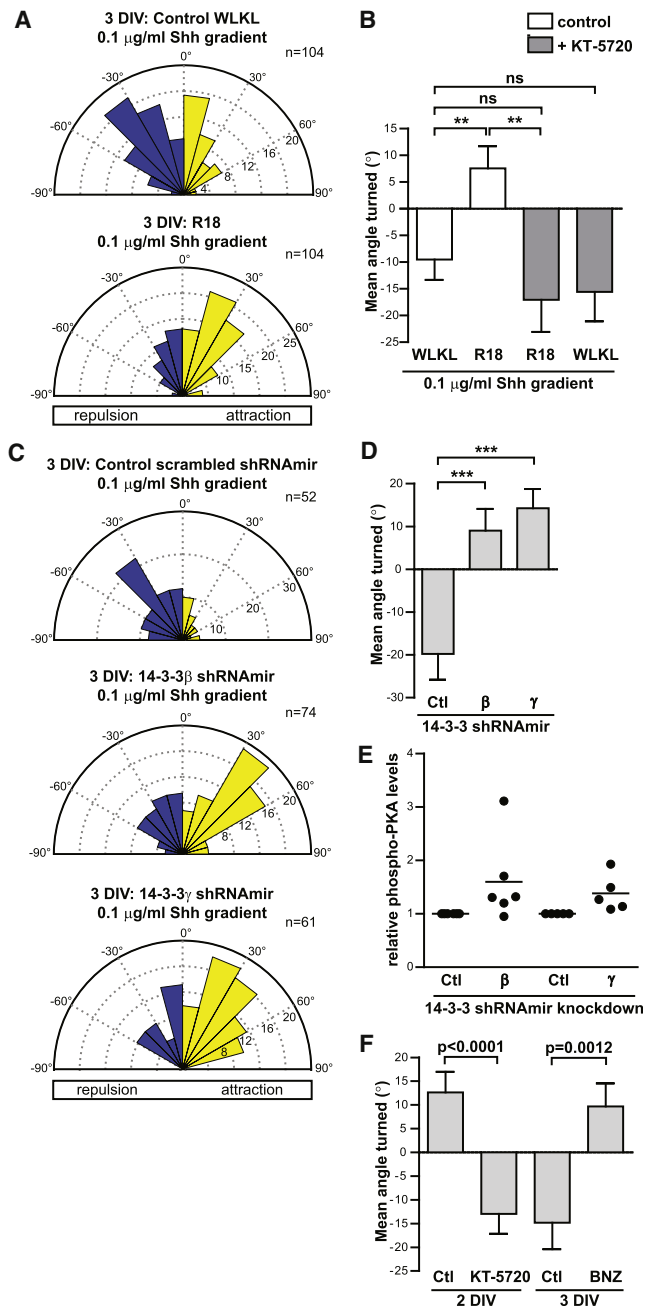 A
3 DIV: Control WLKL
0.1 μg/ml Shh gradient
n=104
0°
-30°
30°
-60°
60°
-90°
90°
4
8
12
16
20
3 DIV: R18
0.1 μg/ml Shh gradient
n=104
0°
-30°
30°
-60°
60°
-90°
90°
10
15
20
25
repulsion
attraction
B
control
+ KT-5720
ns
ns
**
**
Mean angle turned (°)
15
10
5
0
-5
-10
-15
-20
-25
WLKL
R18
R18
WLKL
0.1 μg/ml Shh gradient
C
3 DIV: Control scrambled shRNAmir
0.1 μg/ml Shh gradient
n=52
0°
-30°
30°
-60°
60°
-90°
90°
10
20
30
3 DIV: 14-3-3β shRNAmir
0.1 μg/ml Shh gradient
n=74
0°
-30°
30°
-60°
60°
-90°
90°
8
12
16
20
3 DIV: 14-3-3γ shRNAmir
0.1 μg/ml Shh gradient
n=61
0°
-30°
30°
-60°
60°
-90°
90°
8
12
16
20
repulsion
attraction
D
***
***
Mean angle turned (°)
20
10
0
-10
-20
-30
Ctl
β
γ
14-3-3 shRNAmir
E
relative phospho-PKA levels
4
3
2
1
0
Ctl
β
Ctl
γ
14-3-3 shRNAmir knockdown
F
p<0.0001
p=0.0012
Mean angle turned (°)
20
15
10
5
0
-5
-10
-15
-20
-25
Ctl
KT-5720
Ctl
BNZ
2 DIV
3 DIV